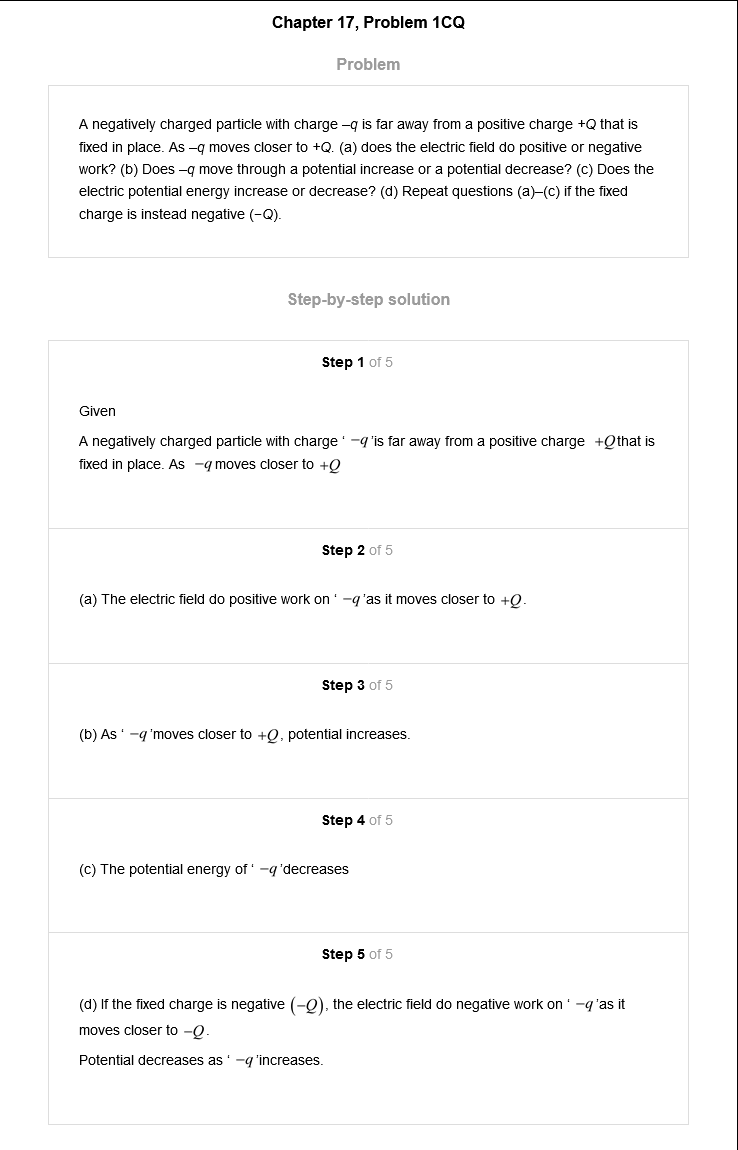 Chapter 17, Problem 1CQ
Problem
A negatively charged particle with charge –q is far away from a positive charge +Q that is
fixed in place. As –q moves closer to +Q. (a) does the electric field do positive or negative
work? (b) Does –q move through a potential increase or a potential decrease? (c) Does the
electric potential energy increase or decrease? (d) Repeat questions (a)–(c) if the fixed
charge is instead negative (−Q).
Step-by-step solution
Step 1 of 5
Given
A negatively charged particle with charge ‘ −q ’is far away from a positive charge +Q that is
fixed in place. As −q moves closer to +Q
Step 2 of 5
(a) The electric field do positive work on ‘ −q ’as it moves closer to +Q.
Step 3 of 5
(b) As ‘ −q ’moves closer to +Q, potential increases.
Step 4 of 5
(c) The potential energy of ‘ −q ’decreases
Step 5 of 5
(d) If the fixed charge is negative (−Q), the electric field do negative work on ‘ −q ’as it
moves closer to −Q.
Potential decreases as ‘ −q ’increases.